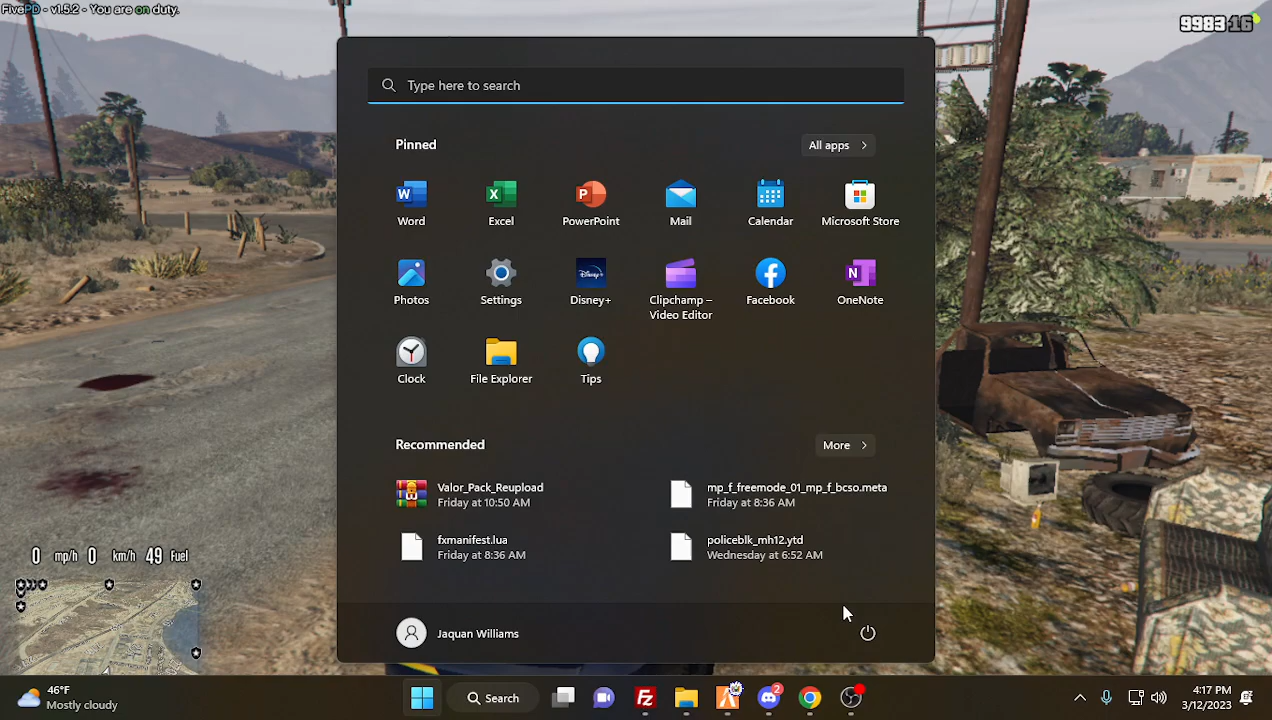 FivePD - v1.5.2 - You are on duty.
9983 16
Type here to search
Pinned
All apps
Word
Excel
PowerPoint
Mail
Calendar
Microsoft Store
Photos
Settings
Disney+
Clipchamp –
Video Editor
Facebook
OneNote
Clock
File Explorer
Tips
Recommended
More
Valor_Pack_Reupload
Friday at 10:50 AM
mp_f_freemode_01_mp_f_bcso.meta
Friday at 8:36 AM
fxmanifest.lua
Friday at 8:36 AM
policeblk_mh12.ytd
Wednesday at 6:52 AM
0 mp/h 0 km/h 49 Fuel
Jaquan Williams
46°F
Mostly cloudy
Search
2
4:17 PM
3/12/2023